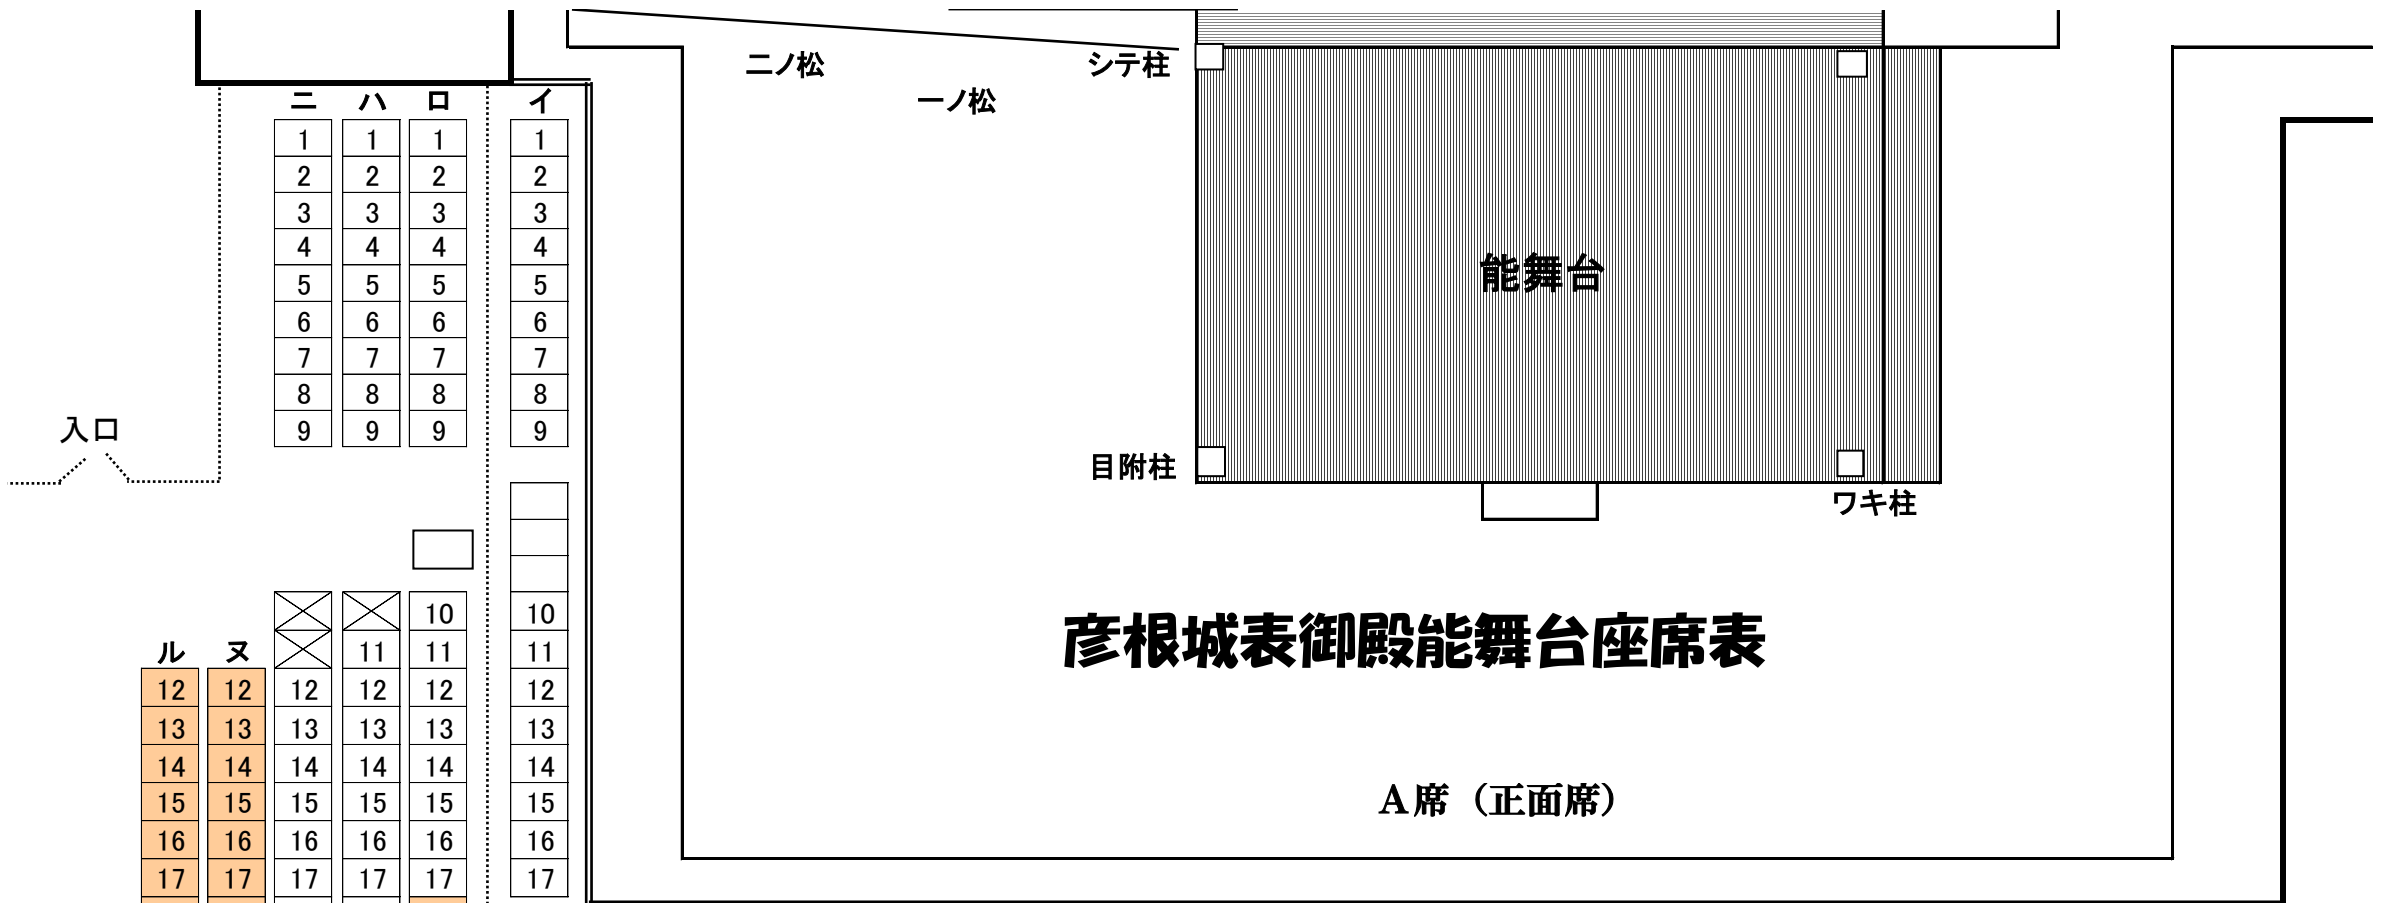 二ノ松 シテ柱
一ノ松
ニ ハ ロ イ
1 1 1 1
2 2 2 2
3 3 3 3
4 4 4 4
能舞台
5 5 5 5
6 6 6 6
7 7 7 7
8 8 8 8
9 9 9 9
入口
目附柱
ワキ柱
10 10
彦根城表御殿能舞台座席表
ル ヌ 11 11 11
12 12 12 12 12 12
13 13 13 13 13 13
14 14 14 14 14 14
A席（正面席）
15 15 15 15 15 15
16 16 16 16 16 16
17 17 17 17 17 17